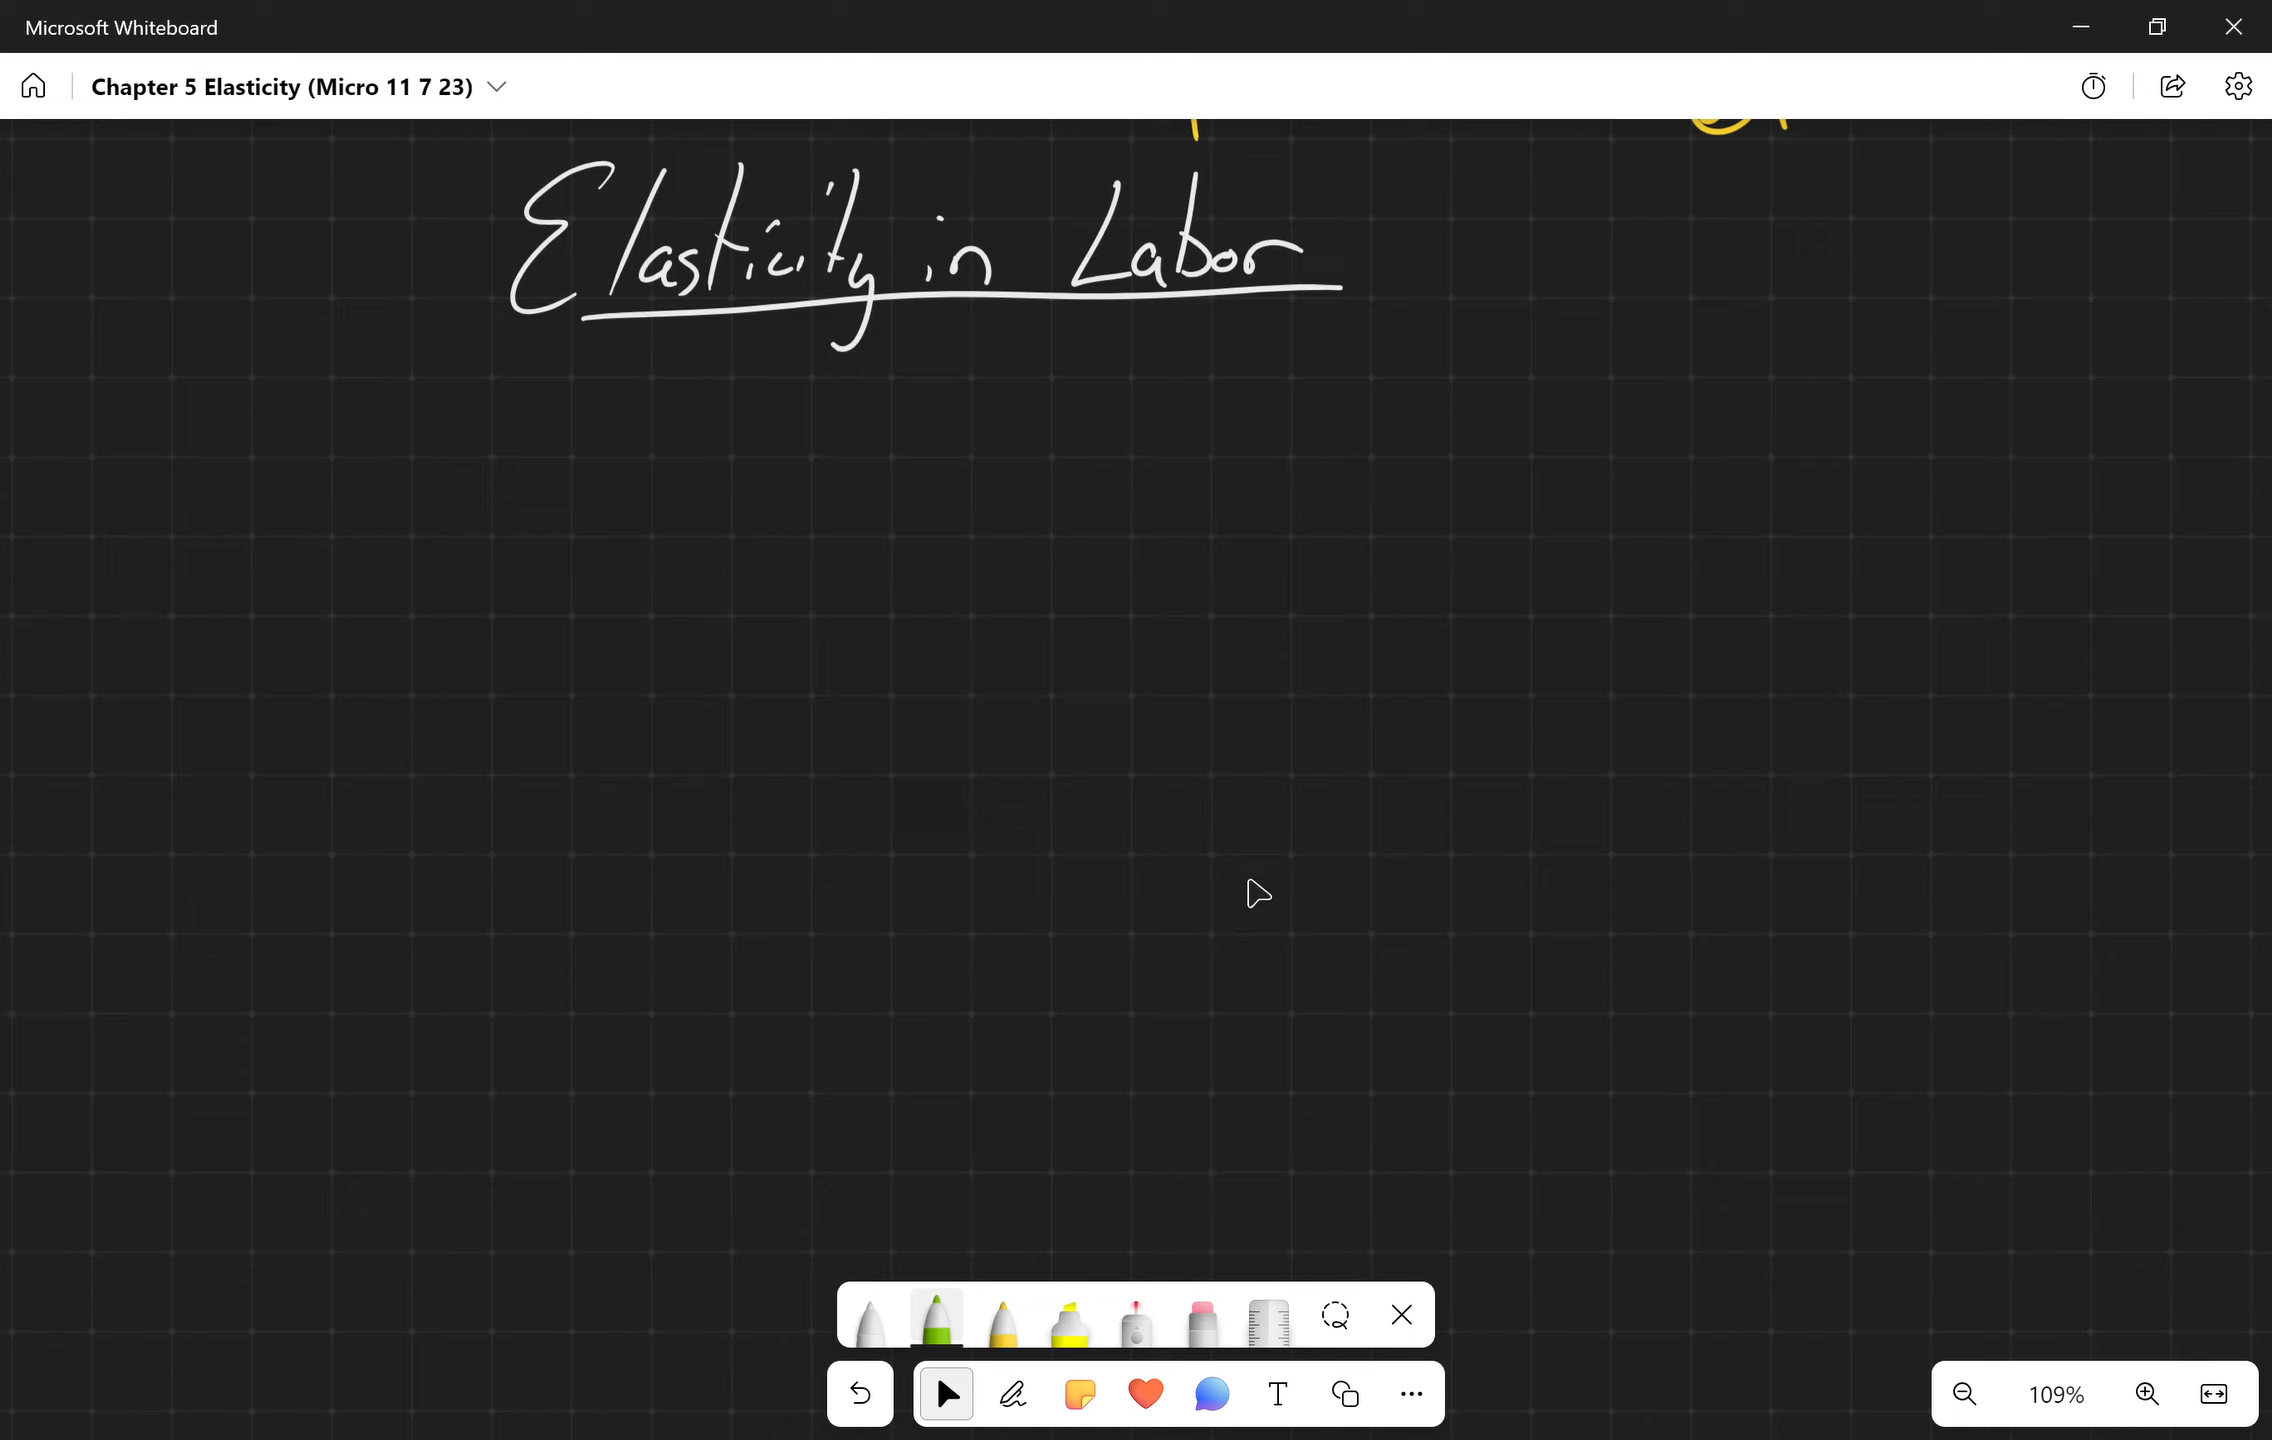 Microsoft Whiteboard
Chapter 5 Elasticity (Micro 11 7 23)
Elasticity in Labor
109%